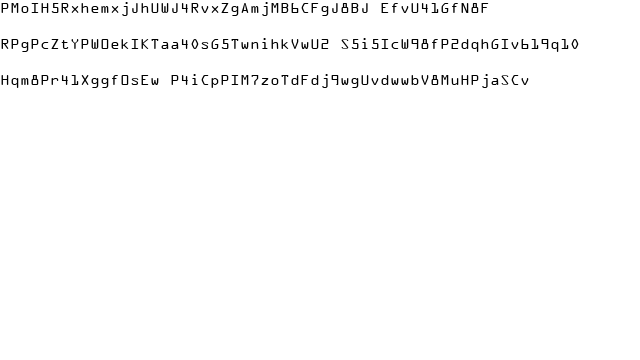 PMoIH5RxhemxjJhUWJ4RvxZgAmjMB6CFgJ8BJ EfvU41GfN8F
RPgPcZtYPWOekIKTaa40sG5TwnihkVwU2 S5i5IcW98fP2dqhGIv619q10
Hqm8Pr41XggfOsEw P4iCpPIM7zoTdFdj9wgUvdwwbV8MuHPjaSCv